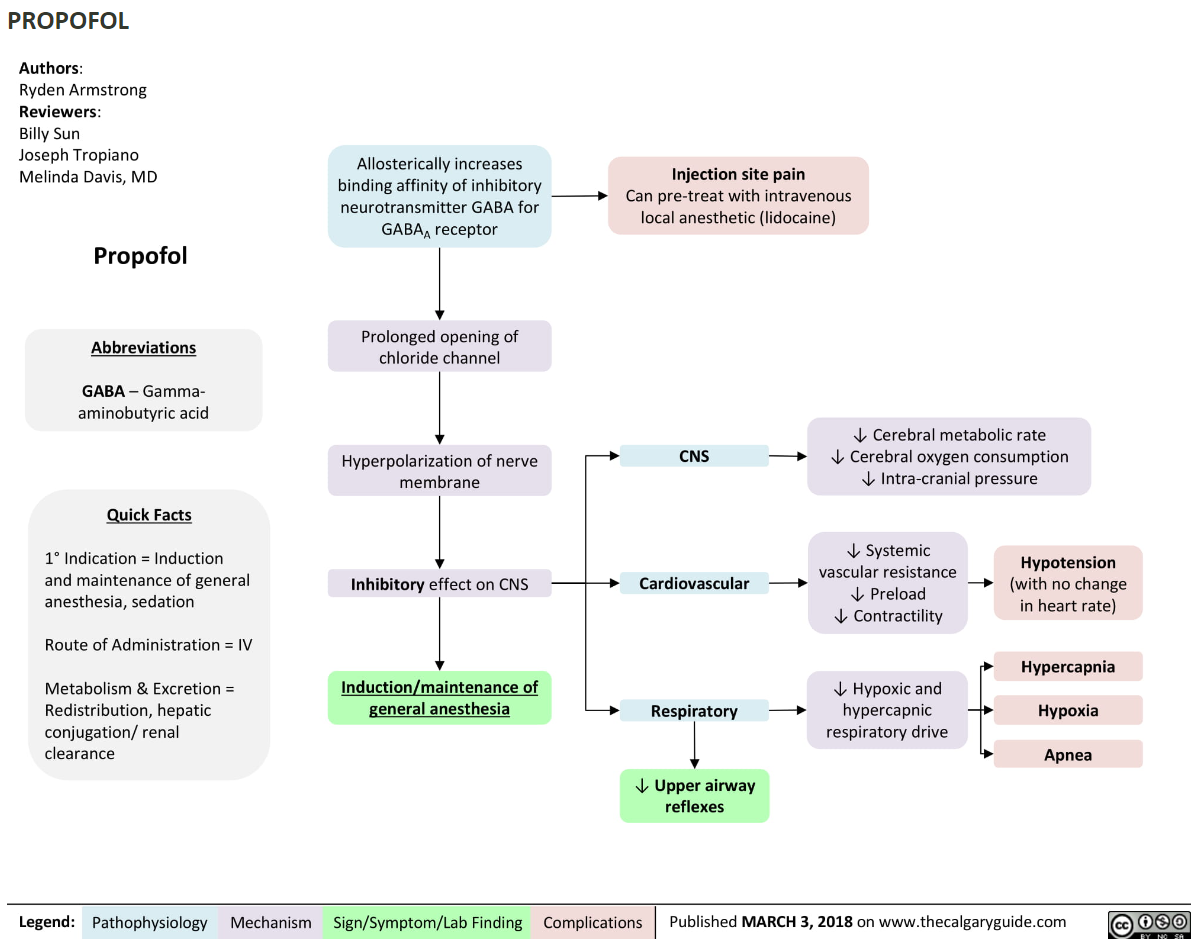 PROPOFOL
Authors:
Ryden Armstrong
Reviewers:
Billy Sun
Joseph Tropiano
Melinda Davis, MD
Propofol
Abbreviations
GABA – Gamma-
aminobutyric acid
Quick Facts
1° Indication = Induction
and maintenance of general
anesthesia, sedation
Route of Administration = IV
Metabolism & Excretion =
Redistribution, hepatic
conjugation/ renal
clearance
Allosterically increases
binding affinity of inhibitory
neurotransmitter GABA for
GABAA receptor
Injection site pain
Can pre-treat with intravenous
local anesthetic (lidocaine)
Prolonged opening of
chloride channel
Hyperpolarization of nerve
membrane
Inhibitory effect on CNS
Induction/maintenance of
general anesthesia
CNS
↓ Cerebral metabolic rate
↓ Cerebral oxygen consumption
↓ Intra-cranial pressure
Cardiovascular
↓ Systemic
vascular resistance
↓ Preload
↓ Contractility
Hypotension
(with no change
in heart rate)
Respiratory
↓ Hypoxic and
hypercapnic
respiratory drive
Hypercapnia
Hypoxia
Apnea
↓ Upper airway
reflexes
Legend: Pathophysiology Mechanism Sign/Symptom/Lab Finding Complications Published MARCH 3, 2018 on www.thecalgaryguide.com
cc BY NC SA